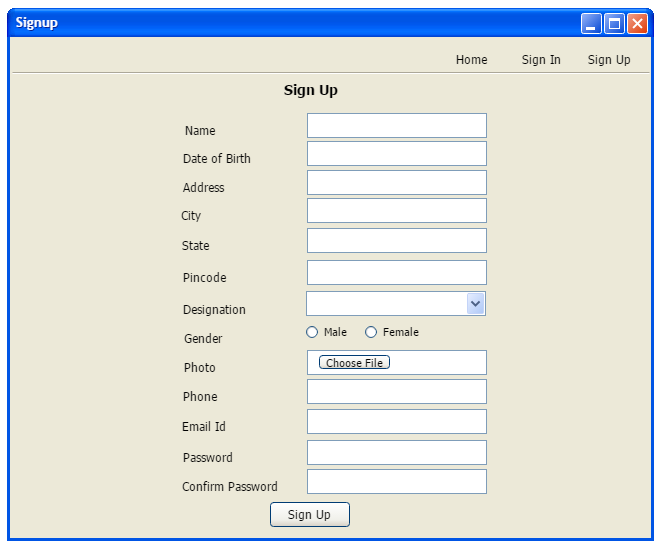 Signup
Home Sign In Sign Up
Sign Up
Name
Date of Birth
Address
City
State
Pincode
Designation
Gender Male Female
Photo Choose File
Phone
Email Id
Password
Confirm Password
Sign Up